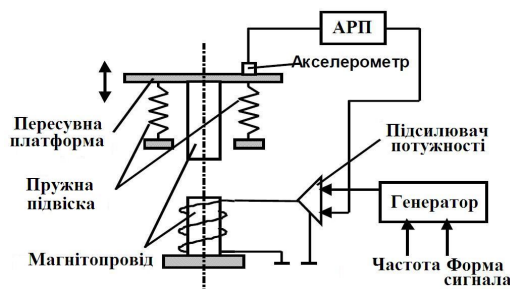 АРП
Акселерометр
Пересувна
платформа
Пружна
підвіска
Магнітопровід
Підсилювач
потужності
Генератор
Частота Форма
сигнала